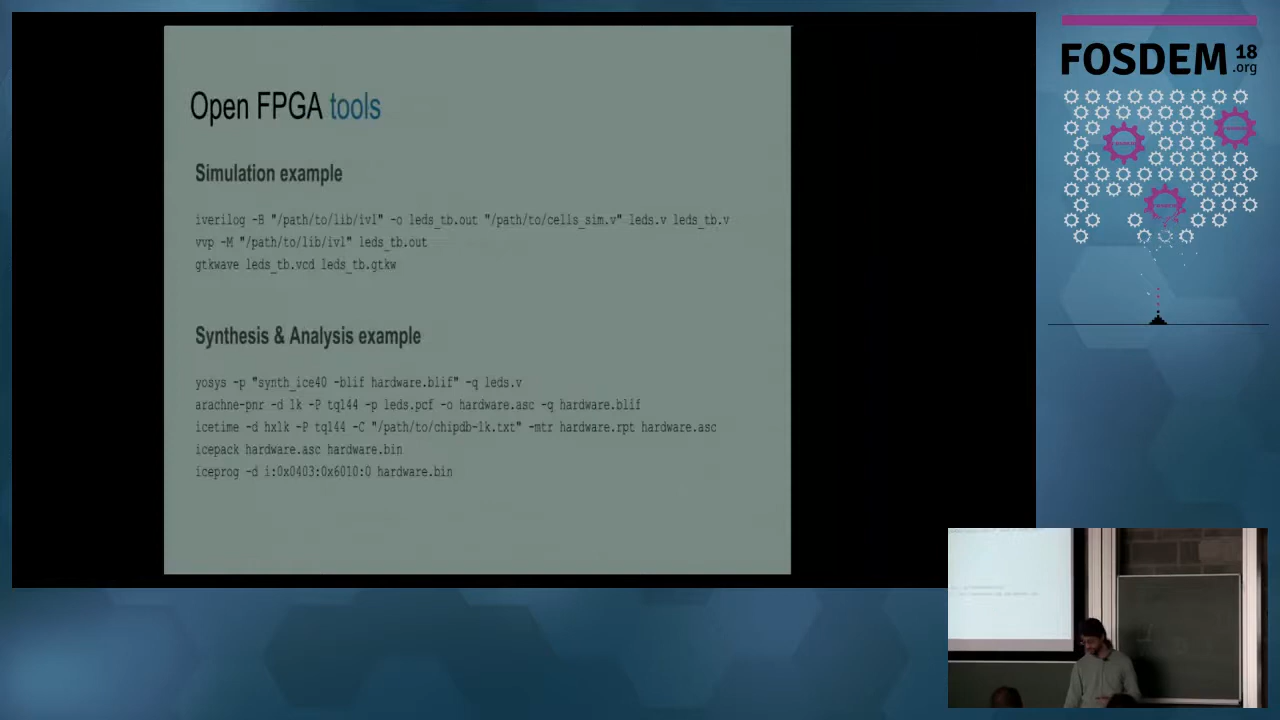 Open FPGA tools
Simulation example
iverilog -B "/path/to/lib/ivl" -o leds_tb.out "/path/to/cells_sim.v" leds.v leds_tb.v
vvp -M "/path/to/lib/ivl" leds_tb.out
gtkwave leds_tb.vcd leds_tb.gtkw
Synthesis & Analysis example
yosys -p "synth_ice40 -blif hardware.blif" -q leds.v
arachne-pnr -d 1k -P tq144 -p leds.pcf -o hardware.asc -q hardware.blif
icetime -d hx1k -P tq144 -C "/path/to/chipdb-1k.txt" -mtr hardware.rpt hardware.asc
icepack hardware.asc hardware.bin
iceprog -d i:0x0403:0x6010:0 hardware.bin
FOSDEM 18
.org